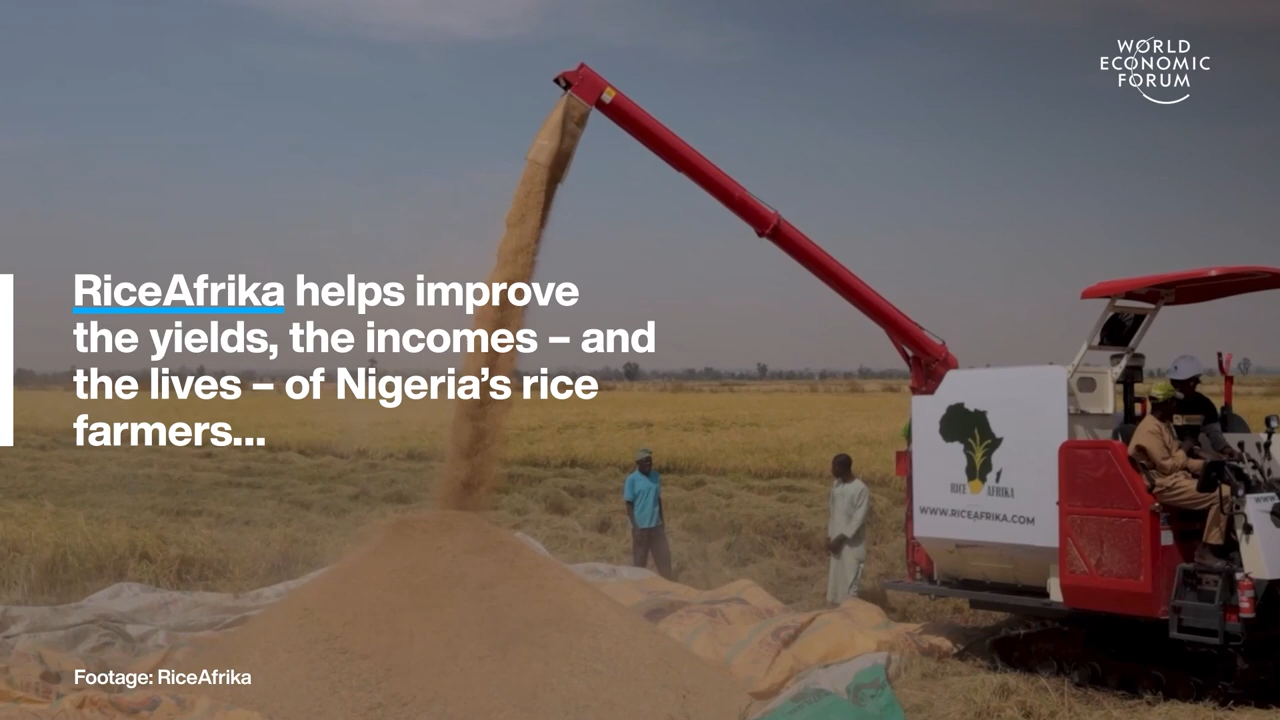 WORLD
ECONOMIC
FORUM
RiceAfrika helps improve
the yields, the incomes – and
the lives – of Nigeria’s rice
farmers...
RICE AFRIKA
WWW.RICEAFRIKA.COM
Footage: RiceAfrika